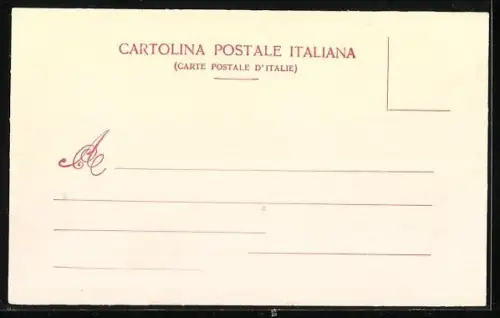 CARTOLINA POSTALE ITALIANA
(CARTE POSTALE D'ITALIE)
A